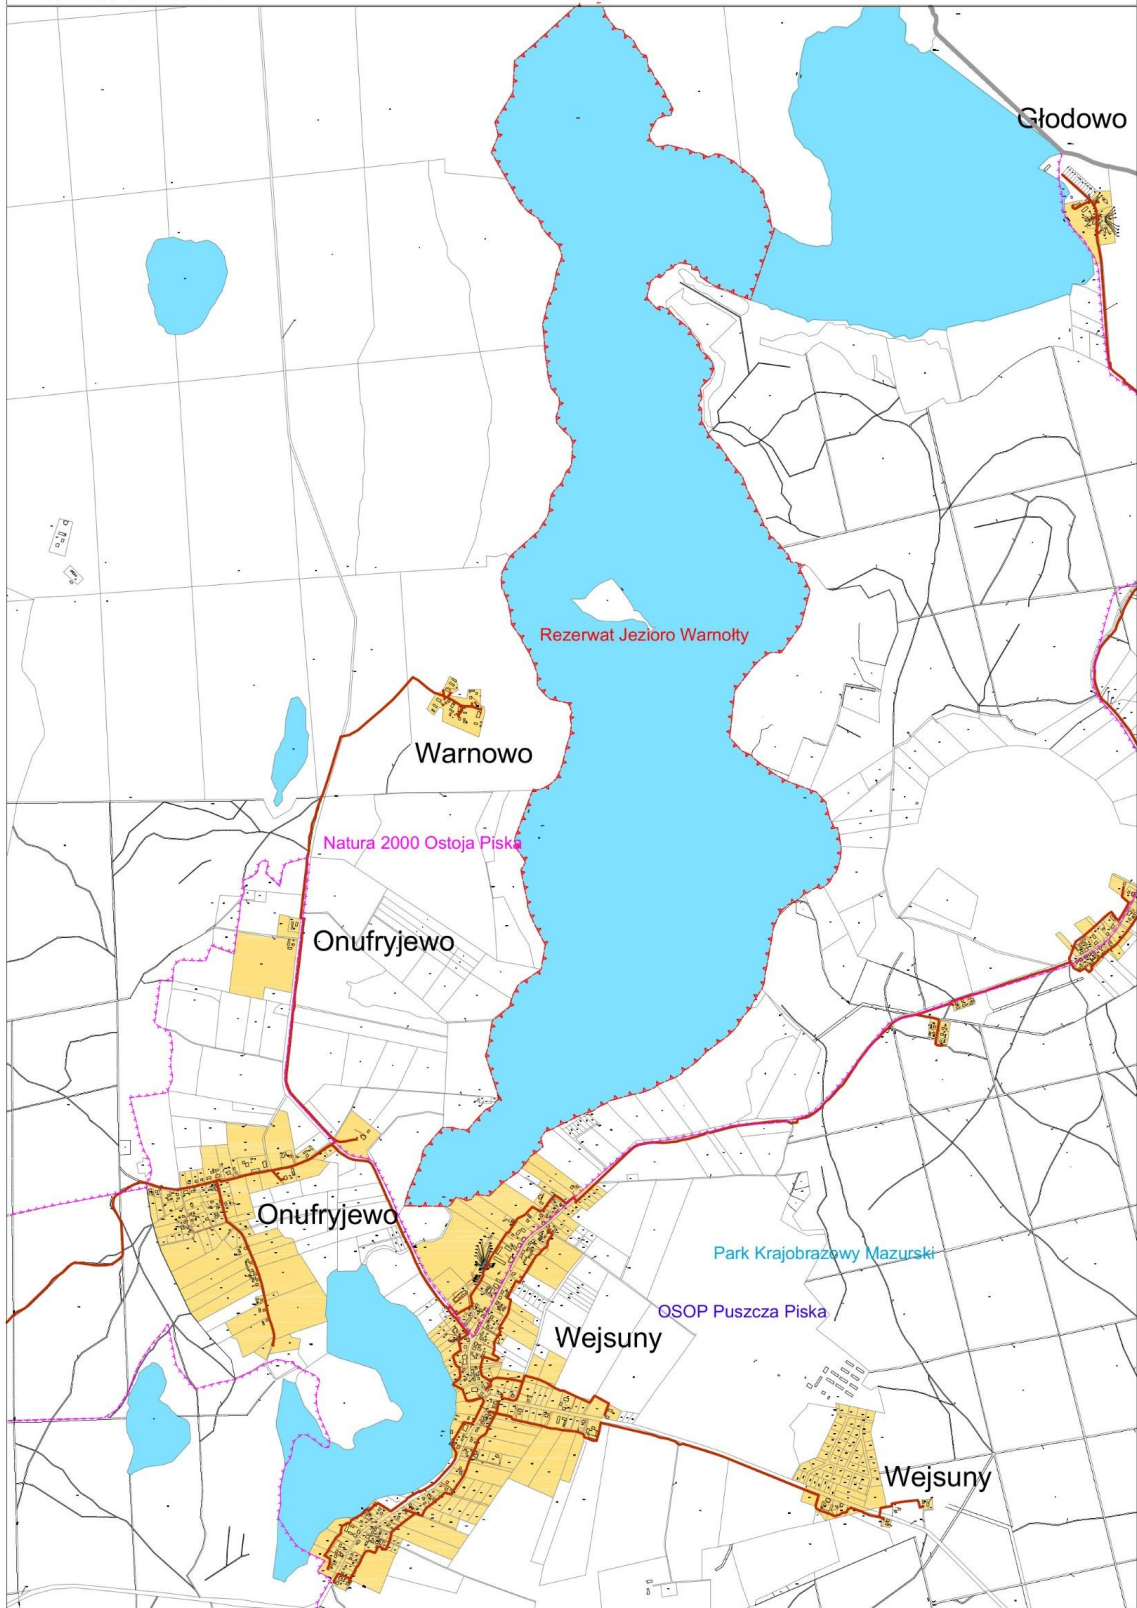 Głodowo
Rezerwat Jezioro Warnołty
Warnowo
Natura 2000 Ostoja Piska
Onufryjewo
Onufryjewo
Park Krajobrazowy Mazurski
OSOP Puszcza Piska
Wejsuny
Wejsuny